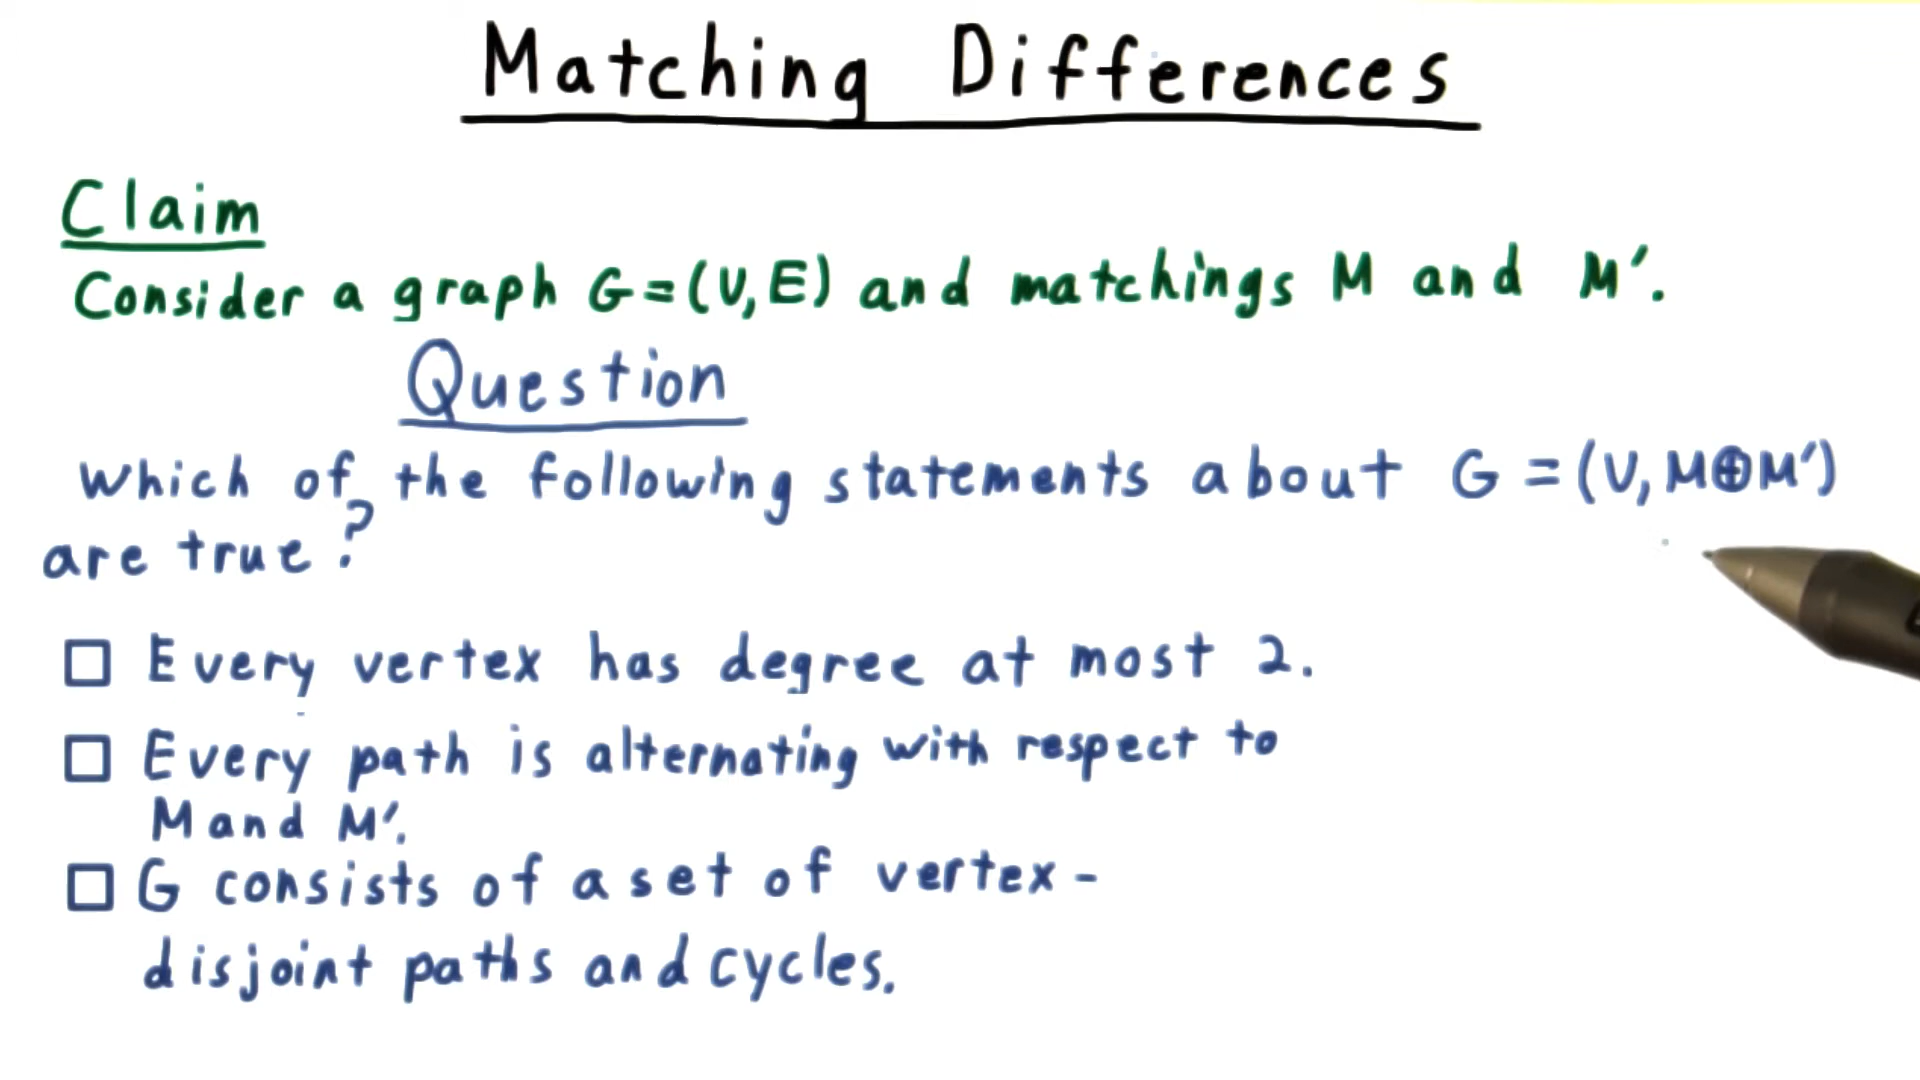 Matching Differences
Claim
Consider a graph G=(V,E) and matchings M and M'.
Question
Which of the following statements about G =(V, M⊕M')
are true?
Every vertex has degree at most 2.
Every path is alternating with respect to
M and M'.
G consists of a set of vertex-
disjoint paths and cycles.